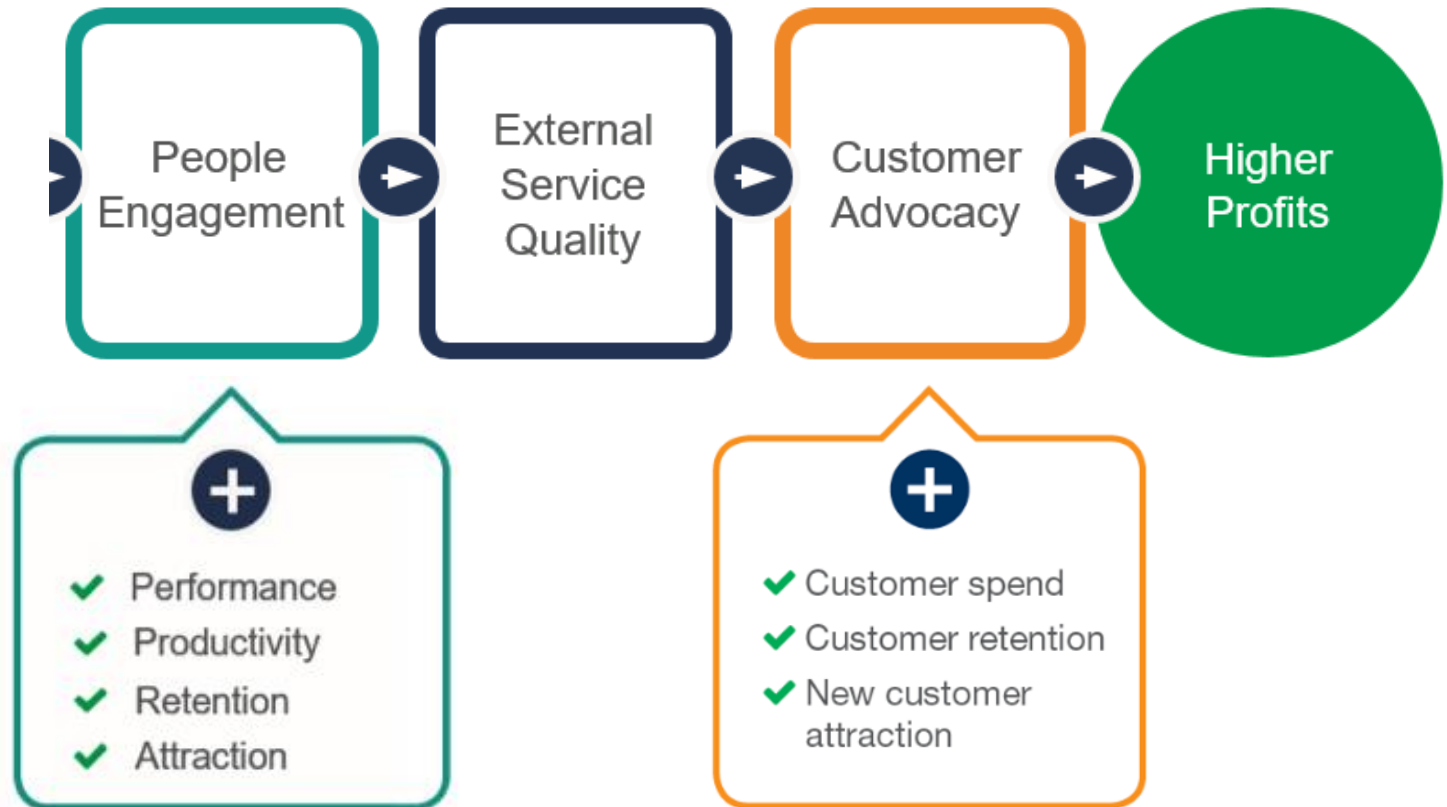 People
Engagement
External
Service
Quality
Customer
Advocacy
Higher
Profits
Performance
Productivity
Retention
Attraction
Customer spend
Customer retention
New customer
attraction